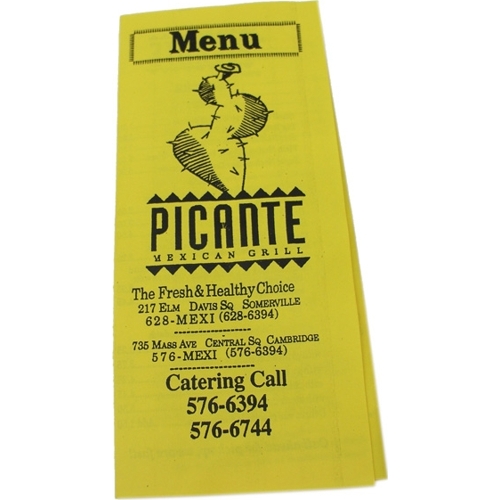 Menu
PICANTE
MEXICAN GRILL
The Fresh & Healthy Choice
217 ELM DAVIS SQ SOMERVILLE
628-MEXI (628-6394)
735 MASS AVE CENTRAL SQ CAMBRIDGE
576-MEXI (576-6394)
Catering Call
576-6394
576-6744